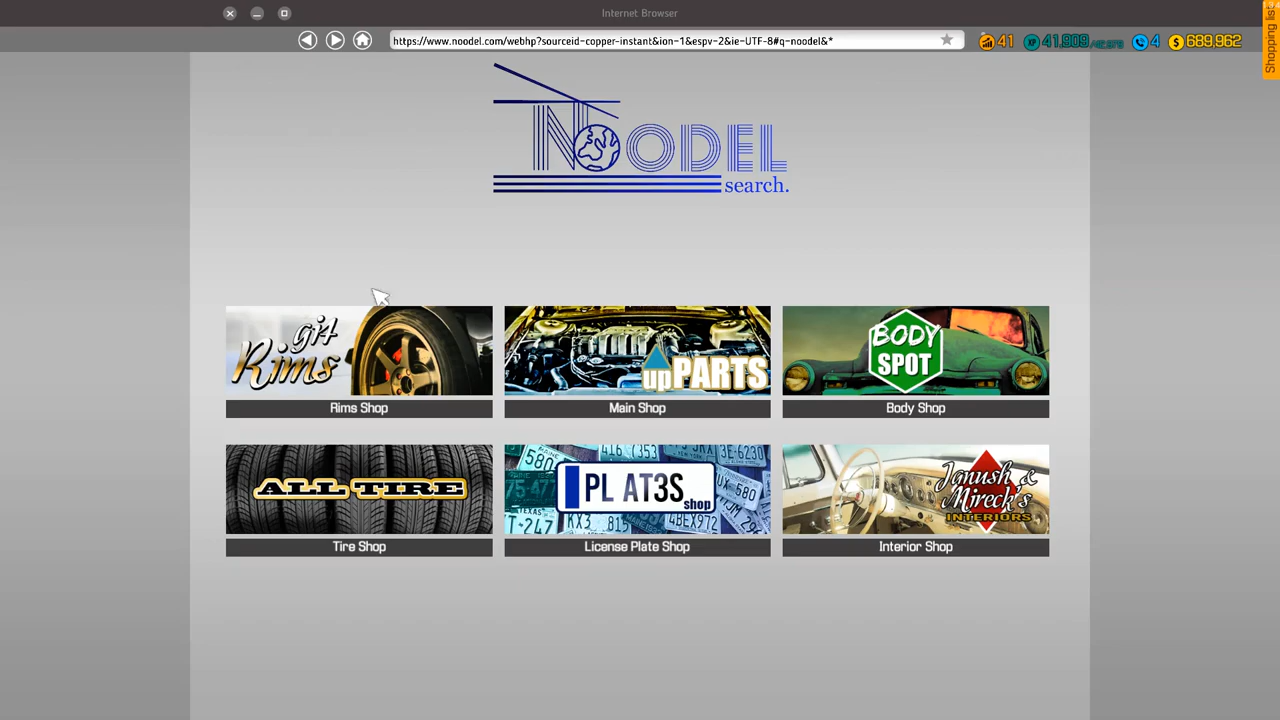 Internet Browser
https://www.noodel.com/webhp?sourceid-copper-instant&ion-1&espv-2&ie-UTF-8#q-noodel&*
41
XP 41,909
4
$ 689,962
Shopping list
NOODEL
search.
git
Rims
Rims Shop
upPARTS
Main Shop
BODY
SPOT
Body Shop
ALL TIRE
Tire Shop
PL AT3S
shop
License Plate Shop
Janush &
Mireck's
INTERIORS
Interior Shop